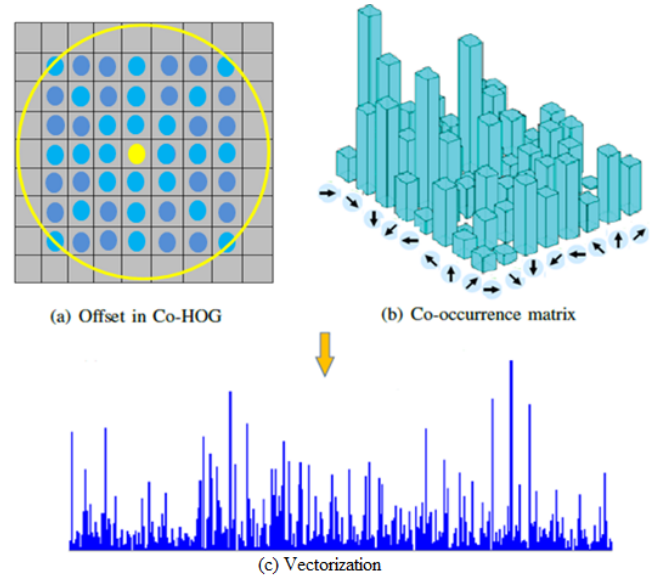 (a) Offset in Co-HOG
(b) Co-occurrence matrix
(c) Vectorization